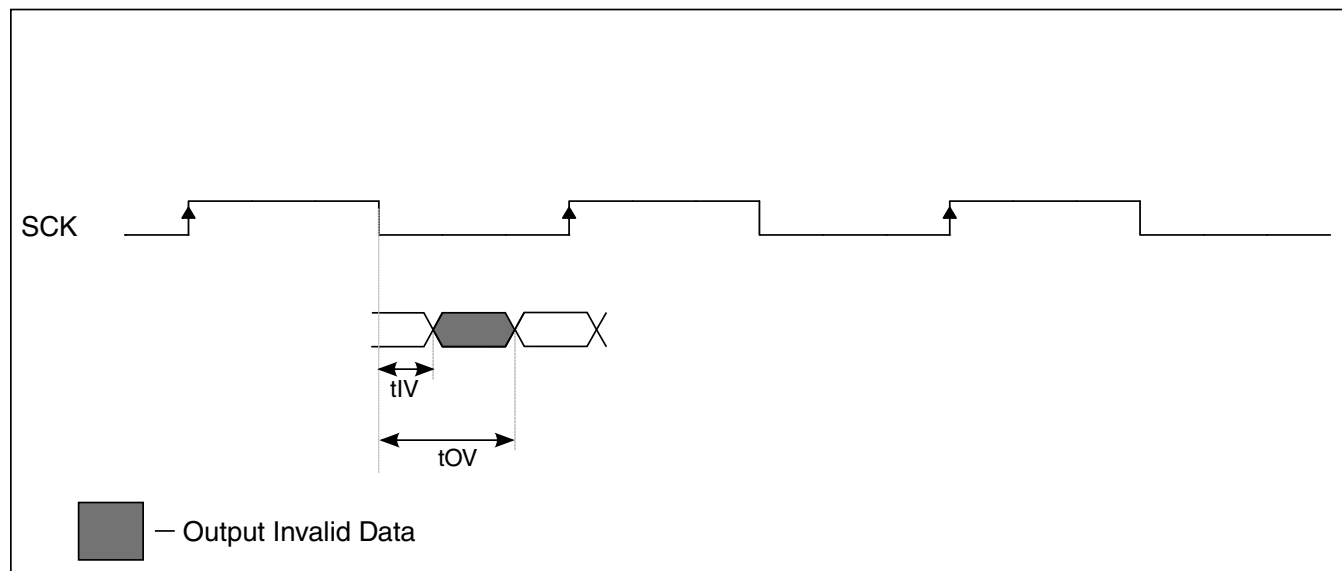 SCK
tIV
tOV
– Output Invalid Data